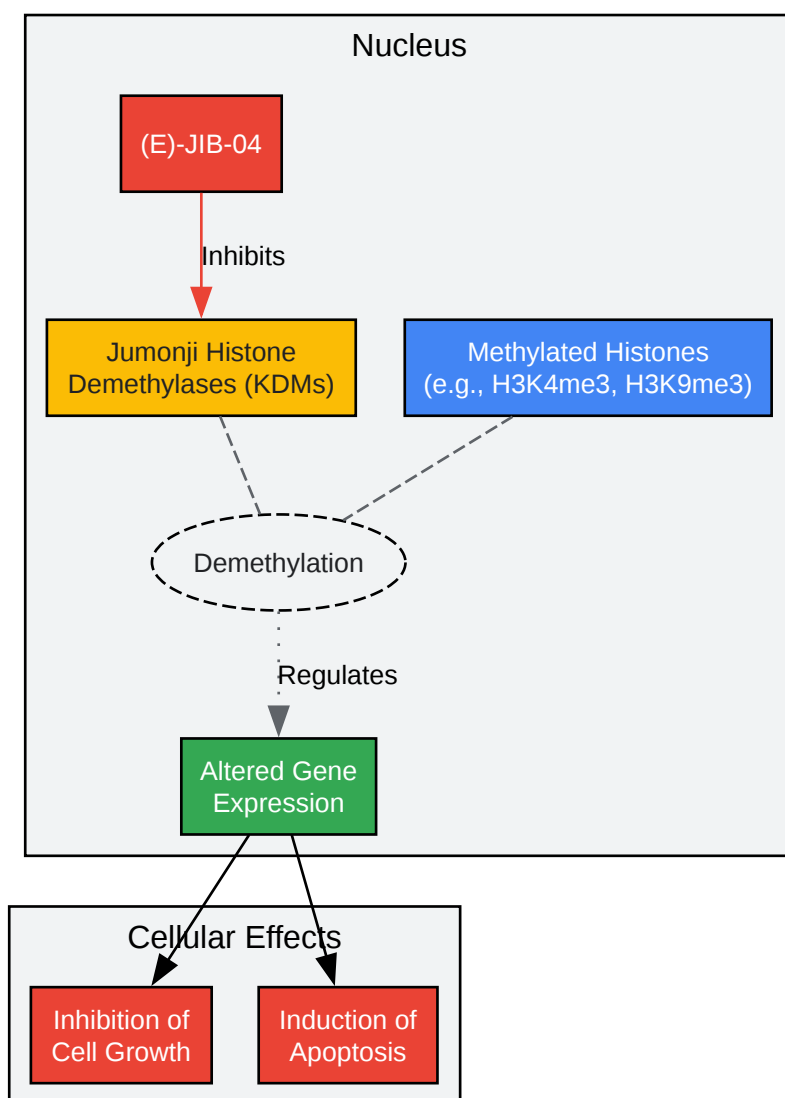 Nucleus
(E)-JIB-04
Inhibits
Jumonji Histone
Demethylases (KDMs)
Methylated Histones
(e.g., H3K4me3, H3K9me3)
Demethylation
Regulates
Altered Gene
Expression
Cellular Effects
Inhibition of
Cell Growth
Induction of
Apoptosis